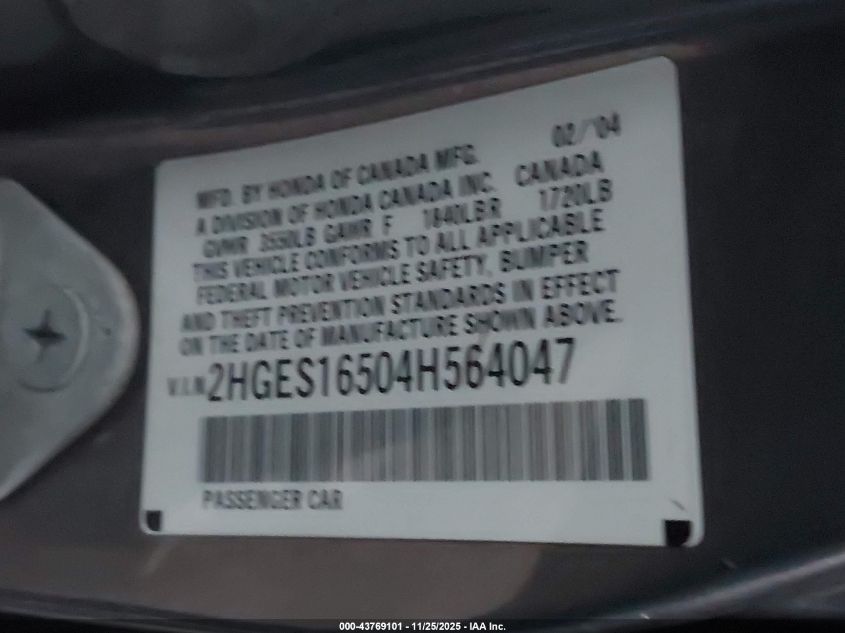 02/'04
MFD. BY HONDA OF CANADA MFG.
A DIVISION OF HONDA CANADA INC. CANADA
GVWR 3550LB GAWR F 1840LB R 1720LB
THIS VEHICLE CONFORMS TO ALL APPLICABLE
FEDERAL MOTOR VEHICLE SAFETY, BUMPER
AND THEFT PREVENTION STANDARDS IN EFFECT
ON THE DATE OF MANUFACTURE SHOWN ABOVE.
V.I.N 2HGES16504H564047
PASSENGER CAR
000-43769101 - 11/25/2025 - IAA Inc.